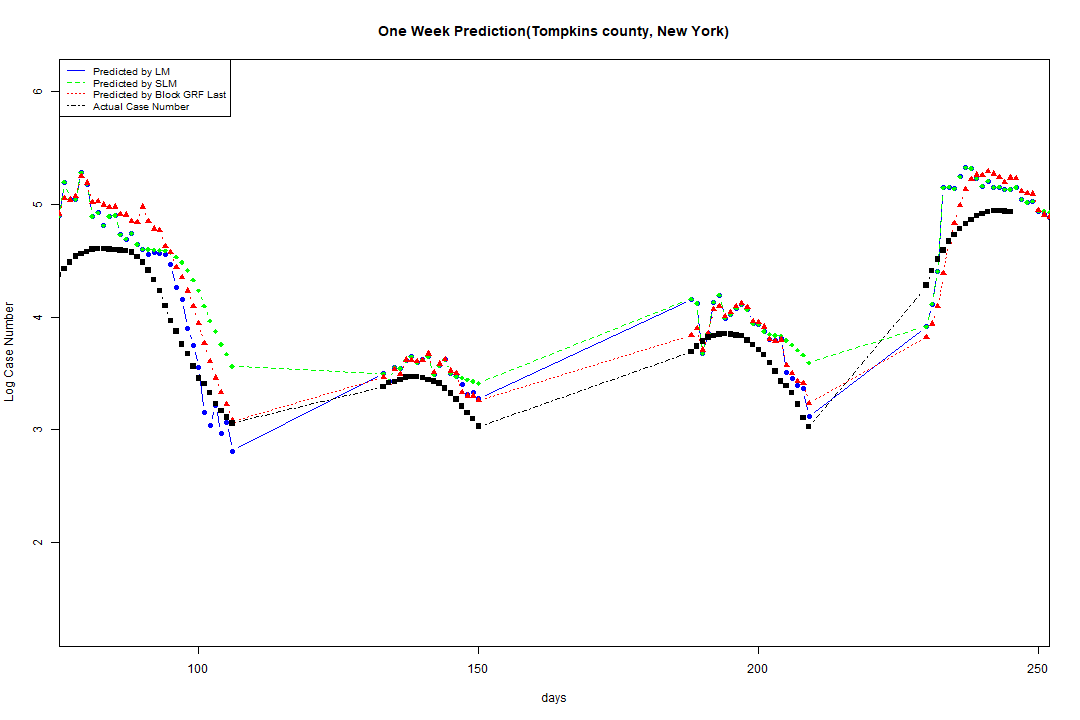 One Week Prediction(Tompkins county, New York)
Predicted by LM
Predicted by SLM
Predicted by Block GRF Last
Actual Case Number
6
5
4
3
2
Log Case Number
100 150 200 250
days